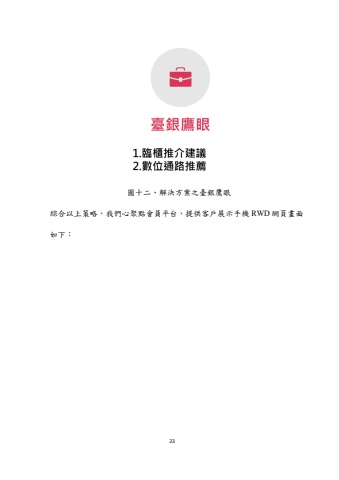 臺銀鷹眼
1.臨櫃推介建議
2.數位通路推薦
圖十二、解決方案之臺銀鷹眼
綜合以上策略，我們心聚點會員平台，提供客戶展示手機 RWD 網頁畫面
如下：
23